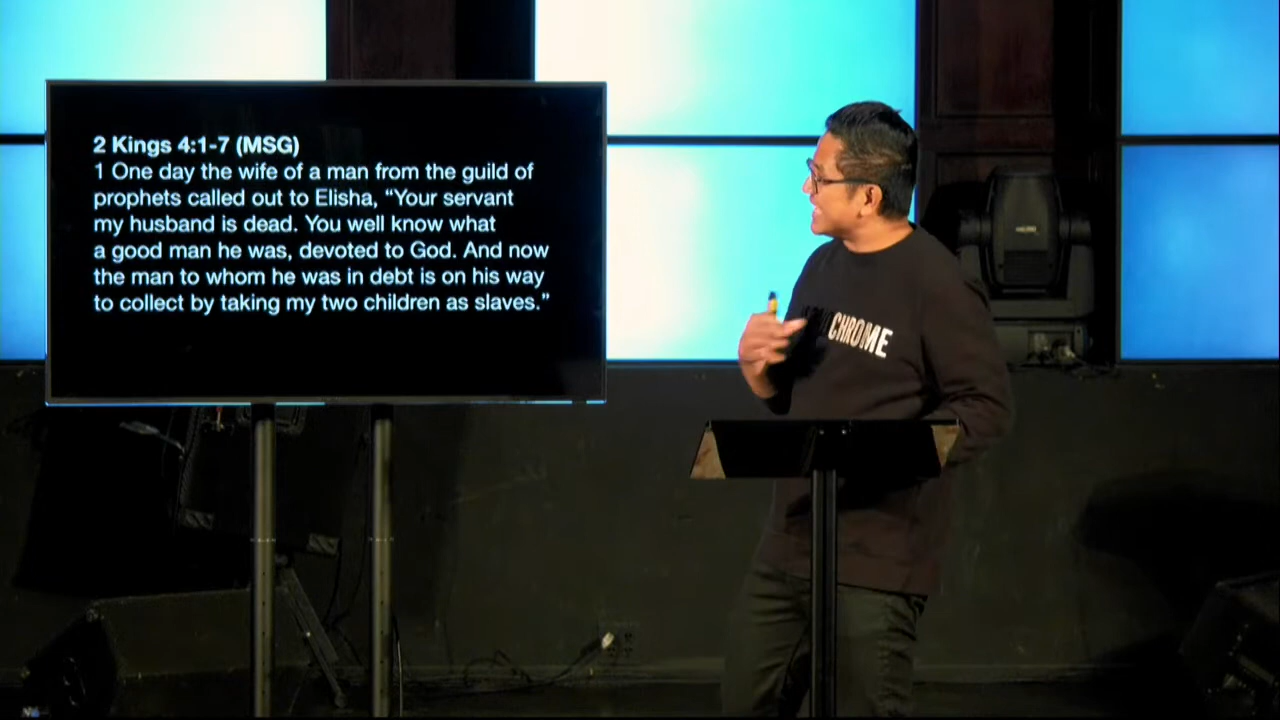 2 Kings 4:1-7 (MSG)
1 One day the wife of a man from the guild of
prophets called out to Elisha, “Your servant
my husband is dead. You well know what
a good man he was, devoted to God. And now
the man to whom he was in debt is on his way
to collect by taking my two children as slaves.”
CHROME